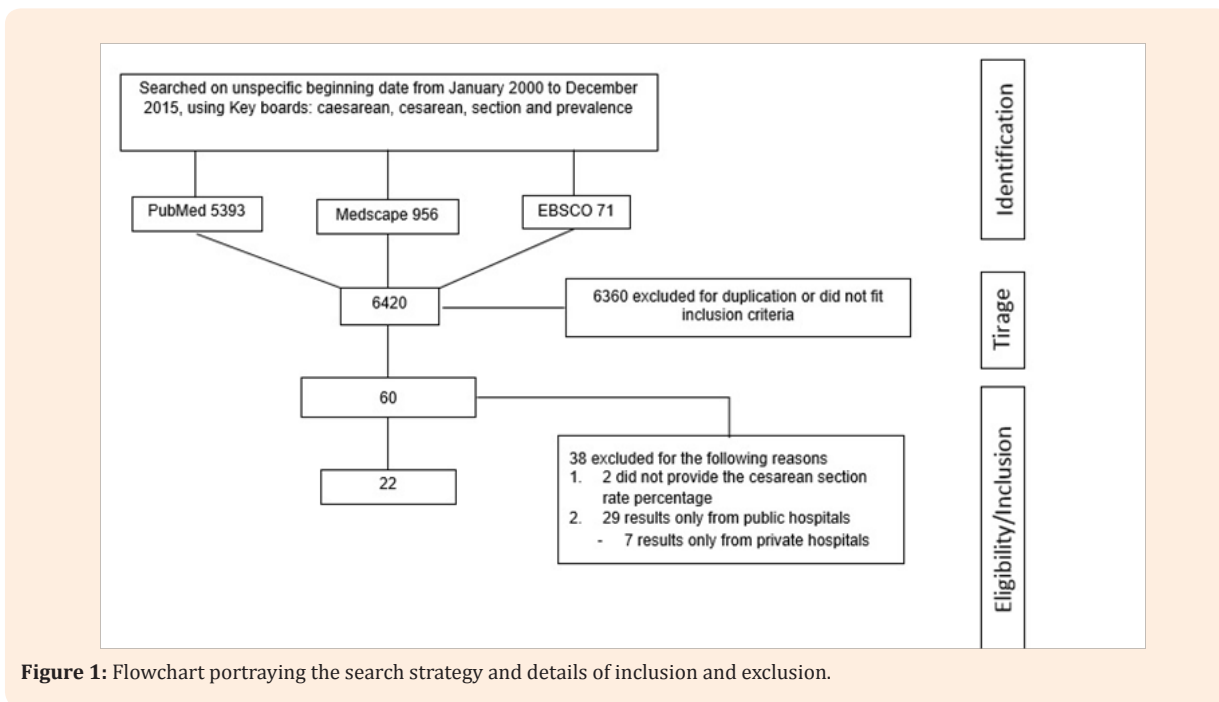 Searched on unspecific beginning date from January 2000 to December
2015, using Key boards: caesarean, cesarean, section and prevalence
Identification
PubMed 5393
Medscape 956
EBSCO 71
6420
6360 excluded for duplication or did not fit
inclusion criteria
Tirage
60
38 excluded for the following reasons
1. 2 did not provide the cesarean section
rate percentage
2. 29 results only from public hospitals
- 7 results only from private hospitals
22
Eligibility/Inclusion
Figure 1: Flowchart portraying the search strategy and details of inclusion and exclusion.